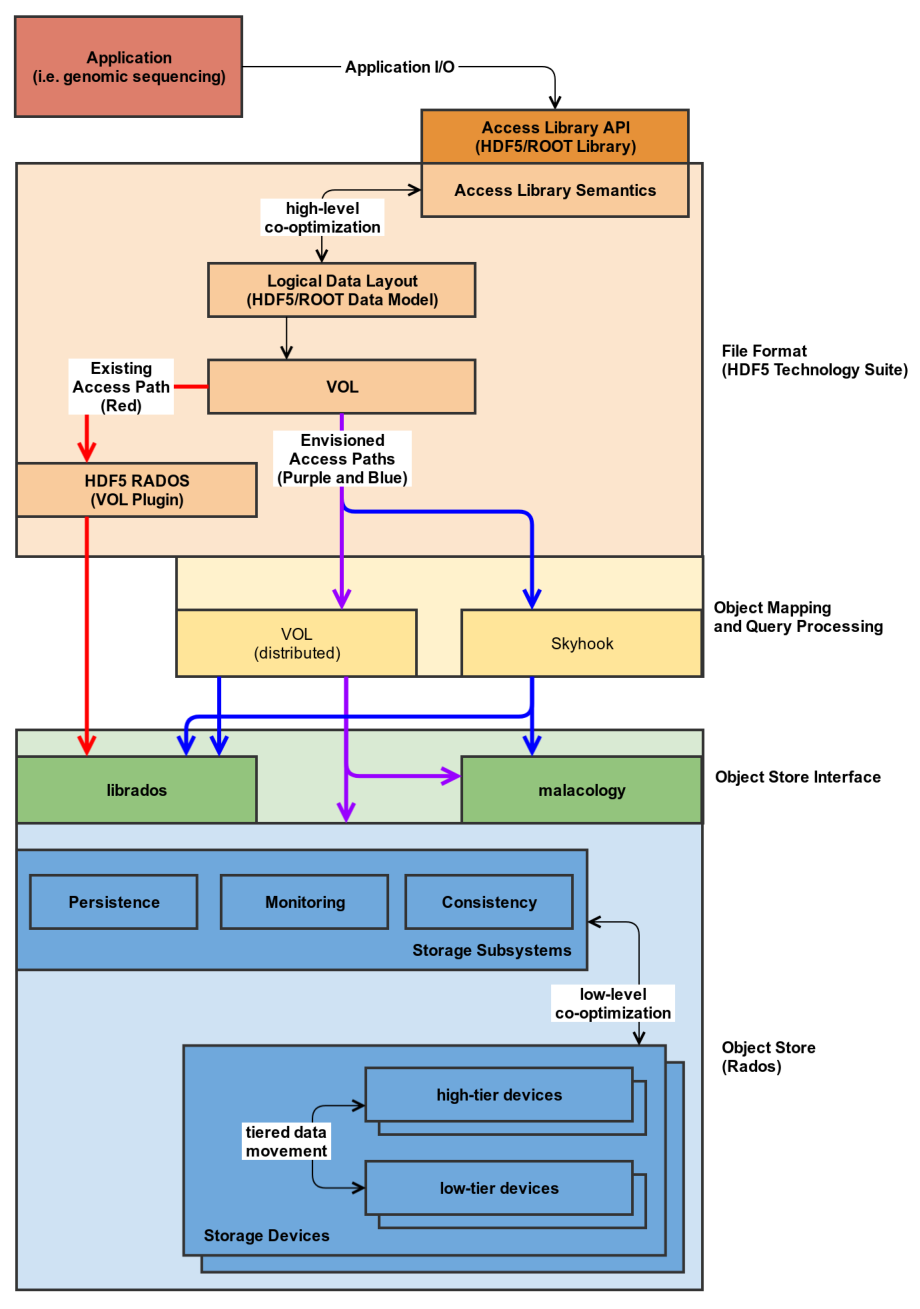 Application
(i.e. genomic sequencing)
Application I/O
Access Library API
(HDF5/ROOT Library)
Access Library Semantics
high-level
co-optimization
Logical Data Layout
(HDF5/ROOT Data Model)
File Format
(HDF5 Technology Suite)
Existing
Access Path
(Red)
VOL
Envisioned
Access Paths
(Purple and Blue)
HDF5 RADOS
(VOL Plugin)
Object Mapping
and Query Processing
VOL
(distributed)
Skyhook
Object Store Interface
librados
malacology
Persistence
Monitoring
Consistency
Storage Subsystems
low-level
co-optimization
Object Store
(Rados)
high-tier devices
tiered data
movement
low-tier devices
Storage Devices